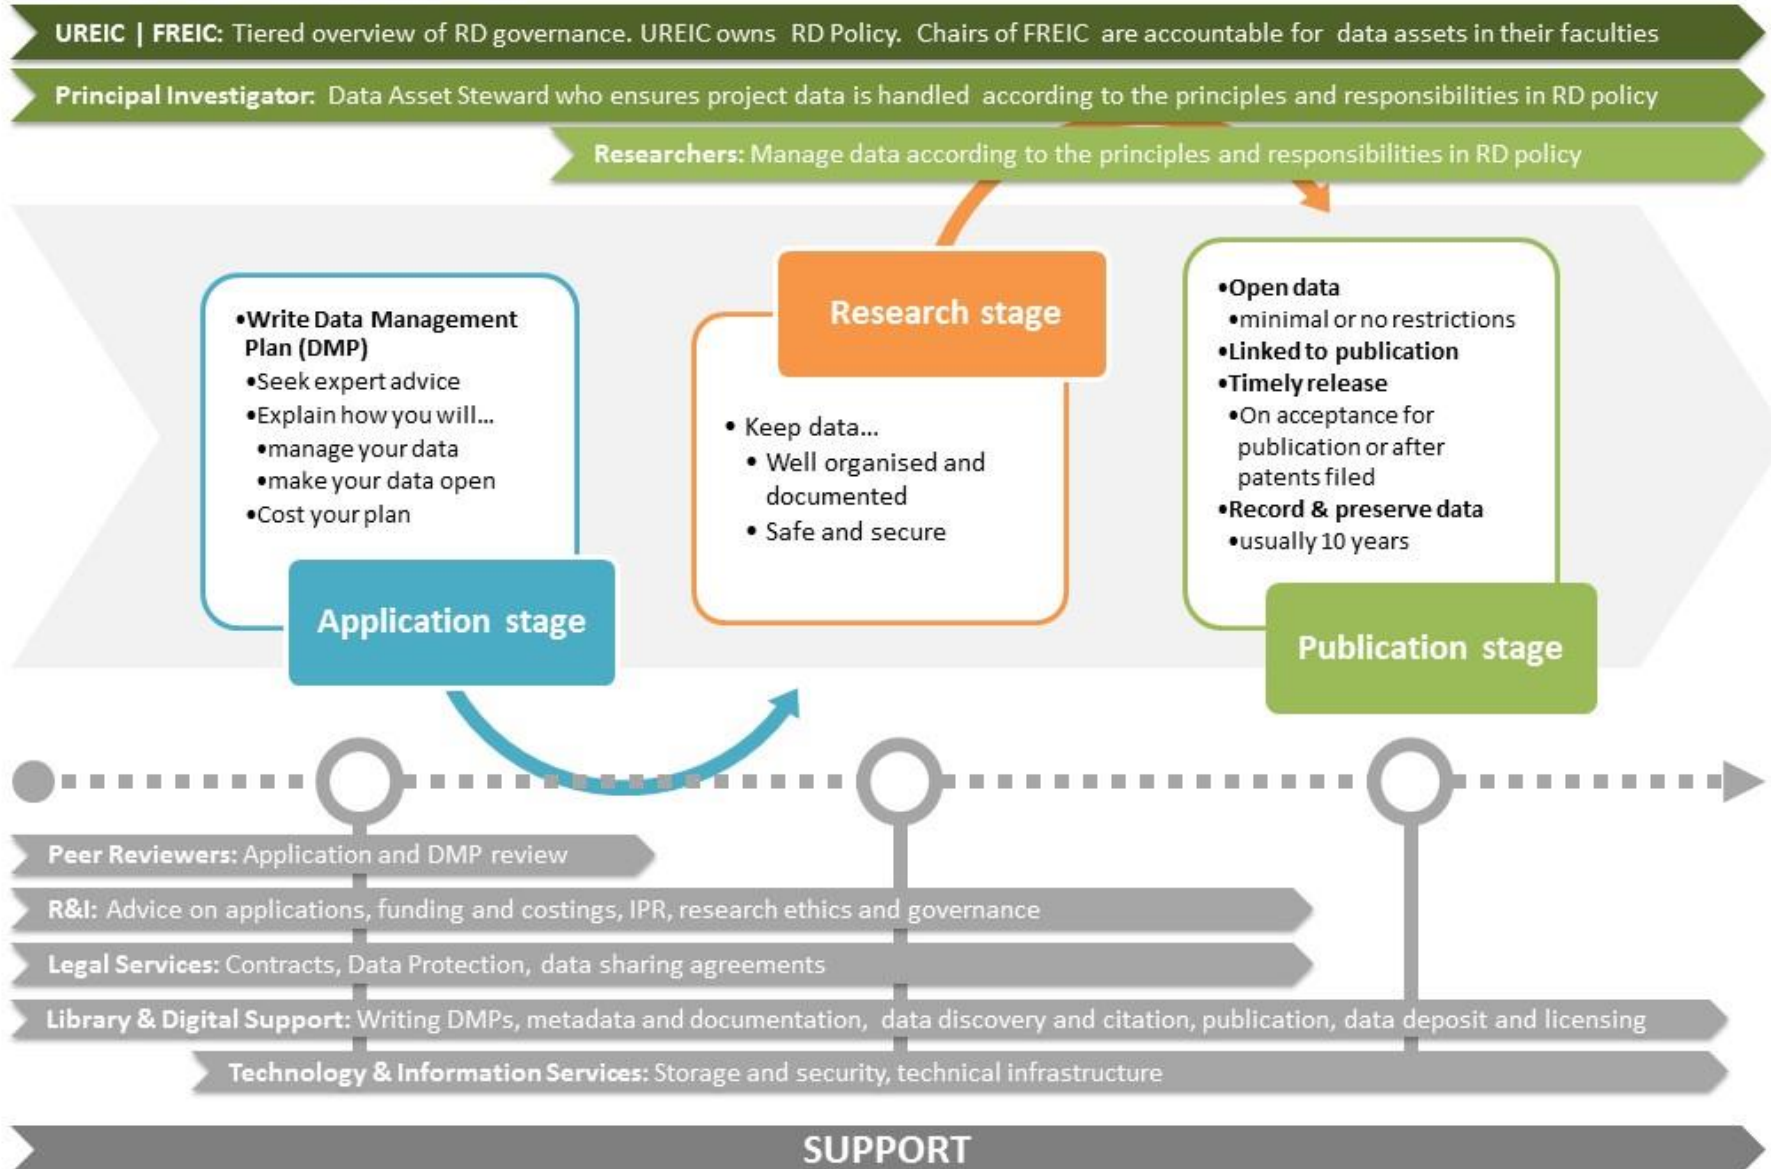 UREIC | FREIC: Tiered overview of RD governance. UREIC owns RD Policy. Chairs of FREIC are accountable for data assets in their faculties
Principal Investigator: Data Asset Steward who ensures project data is handled according to the principles and responsibilities in RD policy
Researchers: Manage data according to the principles and responsibilities in RD policy
•Write Data Management
Plan (DMP)
•Seek expert advice
•Explain how you will...
•manage your data
•make your data open
•Cost your plan
Application stage
Research stage
• Keep data...
• Well organised and
documented
• Safe and secure
•Open data
•minimal or no restrictions
•Linked to publication
•Timely release
•On acceptance for
publication or after
patents filed
•Record & preserve data
•usually 10 years
Publication stage
Peer Reviewers: Application and DMP review
R&I: Advice on applications, funding and costings, IPR, research ethics and governance
Legal Services: Contracts, Data Protection, data sharing agreements
Library & Digital Support: Writing DMPs, metadata and documentation, data discovery and citation, publication, data deposit and licensing
Technology & Information Services: Storage and security, technical infrastructure
SUPPORT